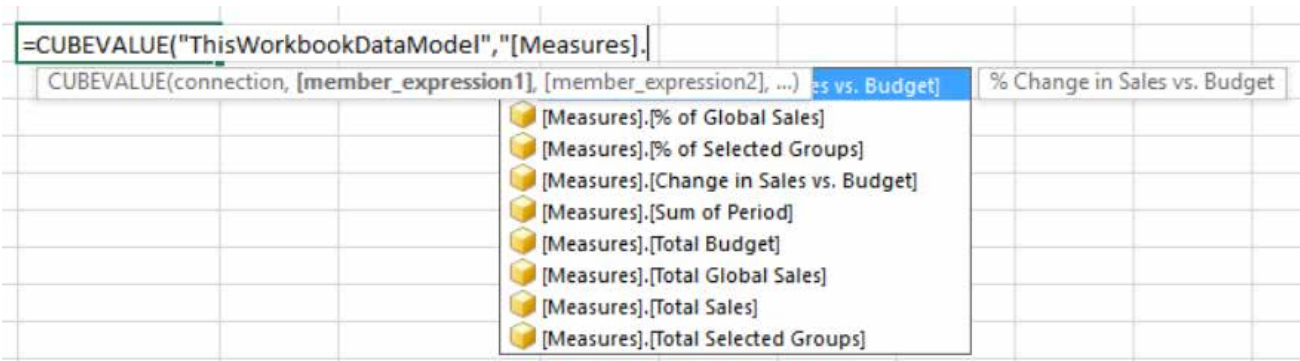 =CUBEVALUE("ThisWorkbookDataModel","[Measures].
CUBEVALUE(connection, [member_expression1], [member_expression2], ...)
vs. Budget]
% Change in Sales vs. Budget
[Measures].[% of Global Sales]
[Measures].[% of Selected Groups]
[Measures].[Change in Sales vs. Budget]
[Measures].[Sum of Period]
[Measures].[Total Budget]
[Measures].[Total Global Sales]
[Measures].[Total Sales]
[Measures].[Total Selected Groups]